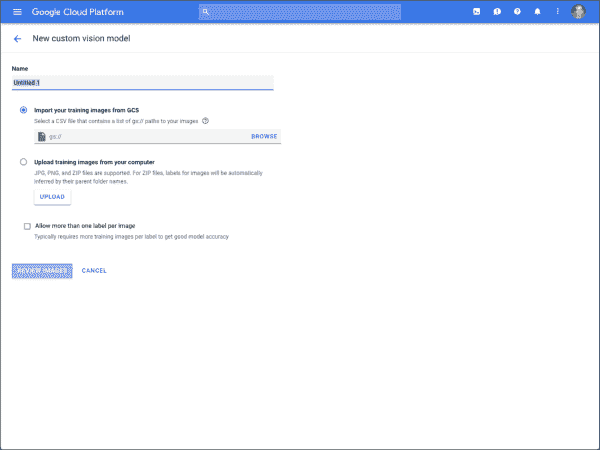 Google Cloud Platform
New custom vision model
Name
Untitled 1
Import your training images from GCS
Select a CSV file that contains a list of gs:// paths to your images
gs:// BROWSE
Upload training images from your computer
JPG, PNG, and ZIP files are supported. For ZIP files, labels for images will be automatically
inferred by their parent folder names.
UPLOAD
Allow more than one label per image
Typically requires more training images per label to get good model accuracy
REVIEW IMAGES CANCEL